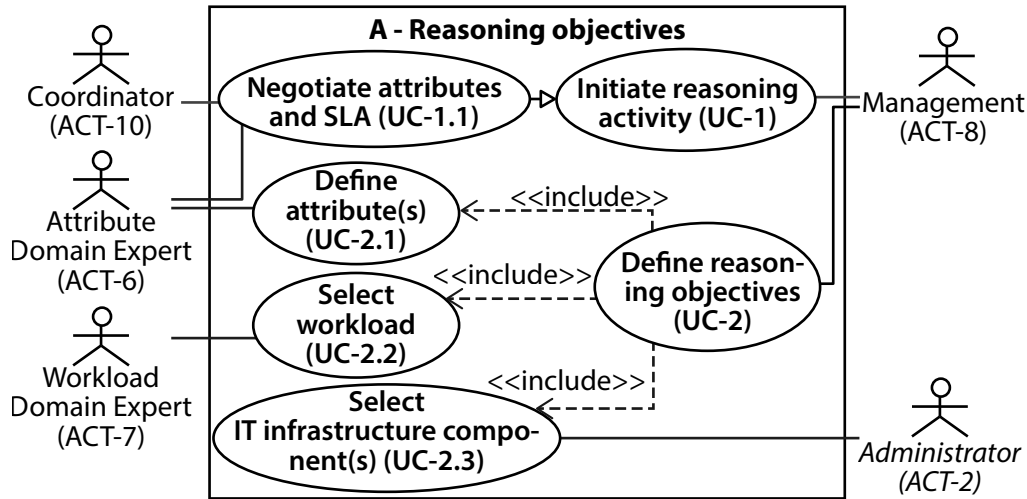 A - Reasoning objectives
Coordinator
(ACT-10)
Negotiate attributes
and SLA (UC-1.1)
Initiate reasoning
activity (UC-1)
Management
(ACT-8)
Attribute
Domain Expert
(ACT-6)
Define
attribute(s)
(UC-2.1)
<<include>>
<<include>>
Define reason-
ing objectives
(UC-2)
Select
workload
(UC-2.2)
Workload
Domain Expert
(ACT-7)
<<include>>
Select
IT infrastructure compo-
nent(s) (UC-2.3)
Administrator
(ACT-2)